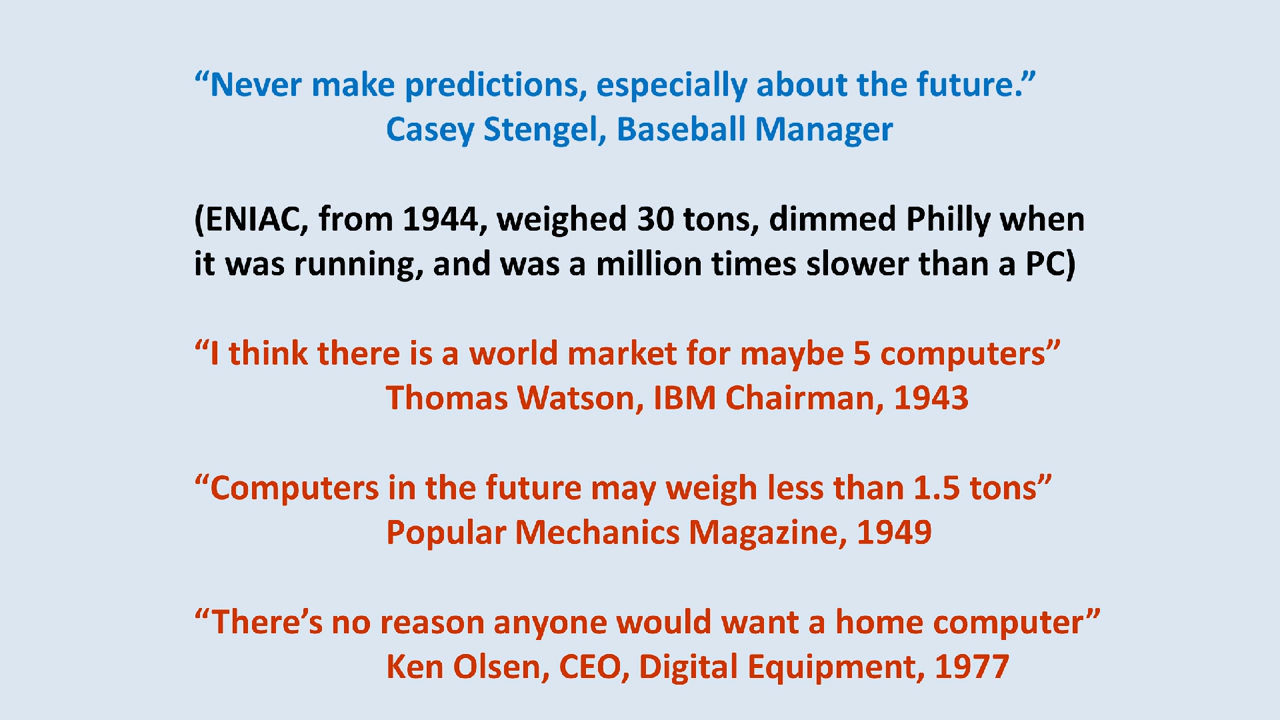 “Never make predictions, especially about the future.”
Casey Stengel, Baseball Manager
(ENIAC, from 1944, weighed 30 tons, dimmed Philly when
it was running, and was a million times slower than a PC)
“I think there is a world market for maybe 5 computers”
Thomas Watson, IBM Chairman, 1943
“Computers in the future may weigh less than 1.5 tons”
Popular Mechanics Magazine, 1949
“There’s no reason anyone would want a home computer”
Ken Olsen, CEO, Digital Equipment, 1977